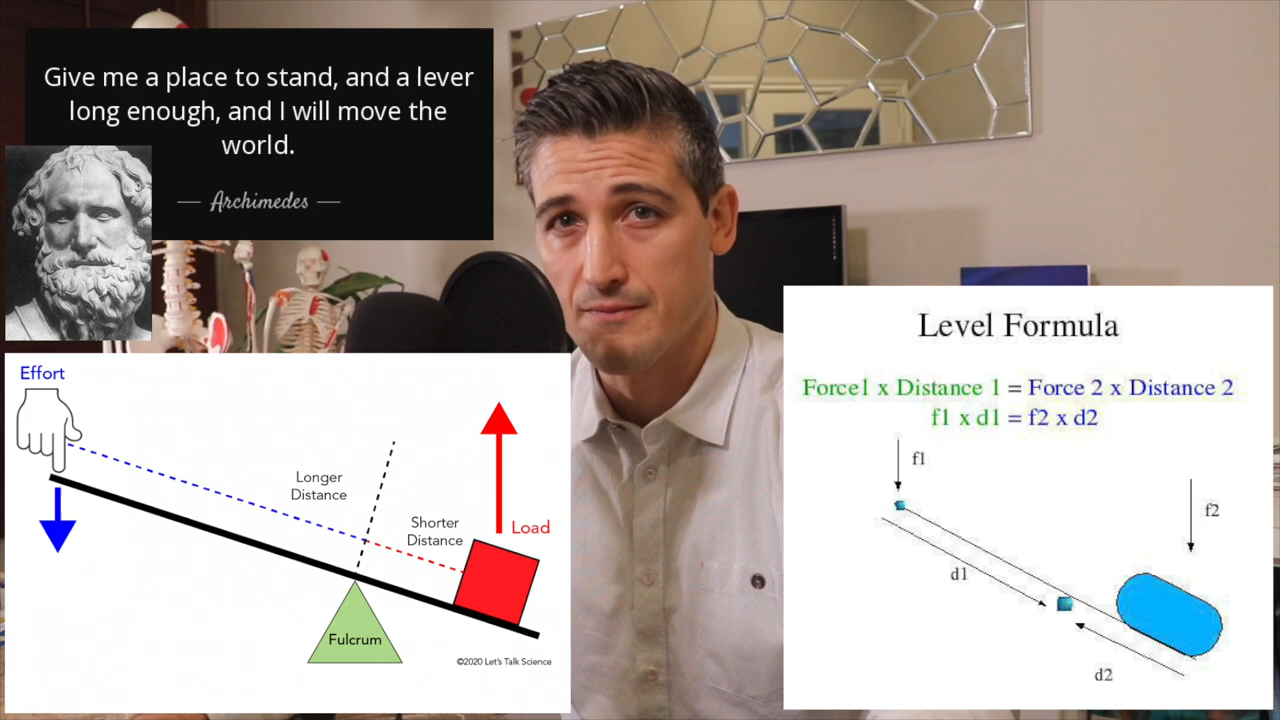 Give me a place to stand, and a lever
long enough, and I will move the
world.
— Archimedes —
Effort
Longer
Distance
Shorter
Distance
Load
Fulcrum
©2020 Let's Talk Science
Level Formula
Force1 x Distance 1 = Force 2 x Distance 2
f1 x d1 = f2 x d2
f1
f2
d1
d2